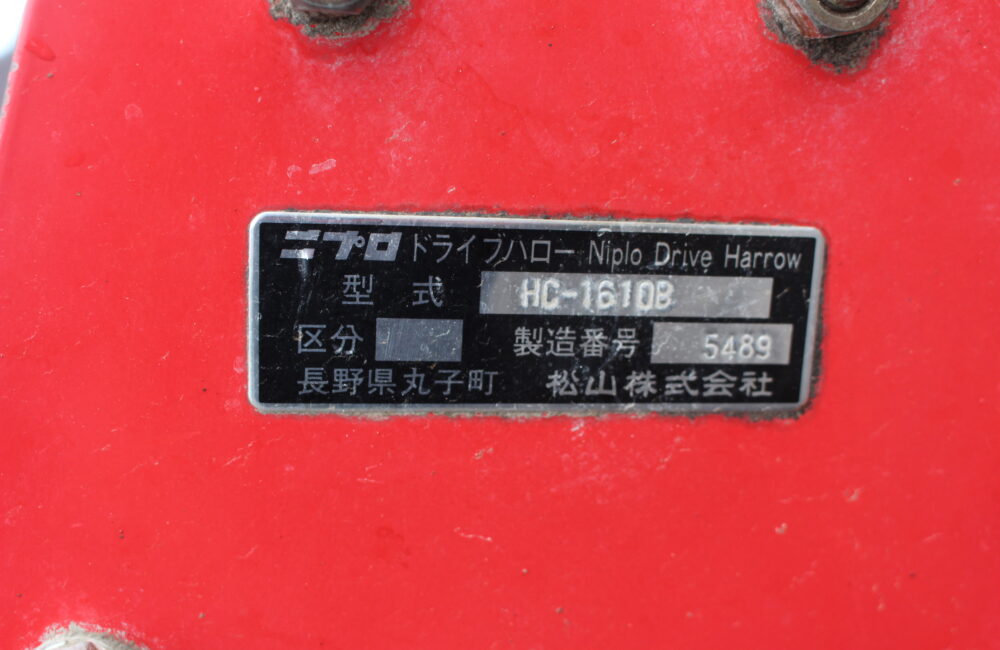 ニプロ ドライブハロー Niplo Drive Harrow
型式 HC-1610B
区分 製造番号 5489
長野県丸子町 松山株式会社